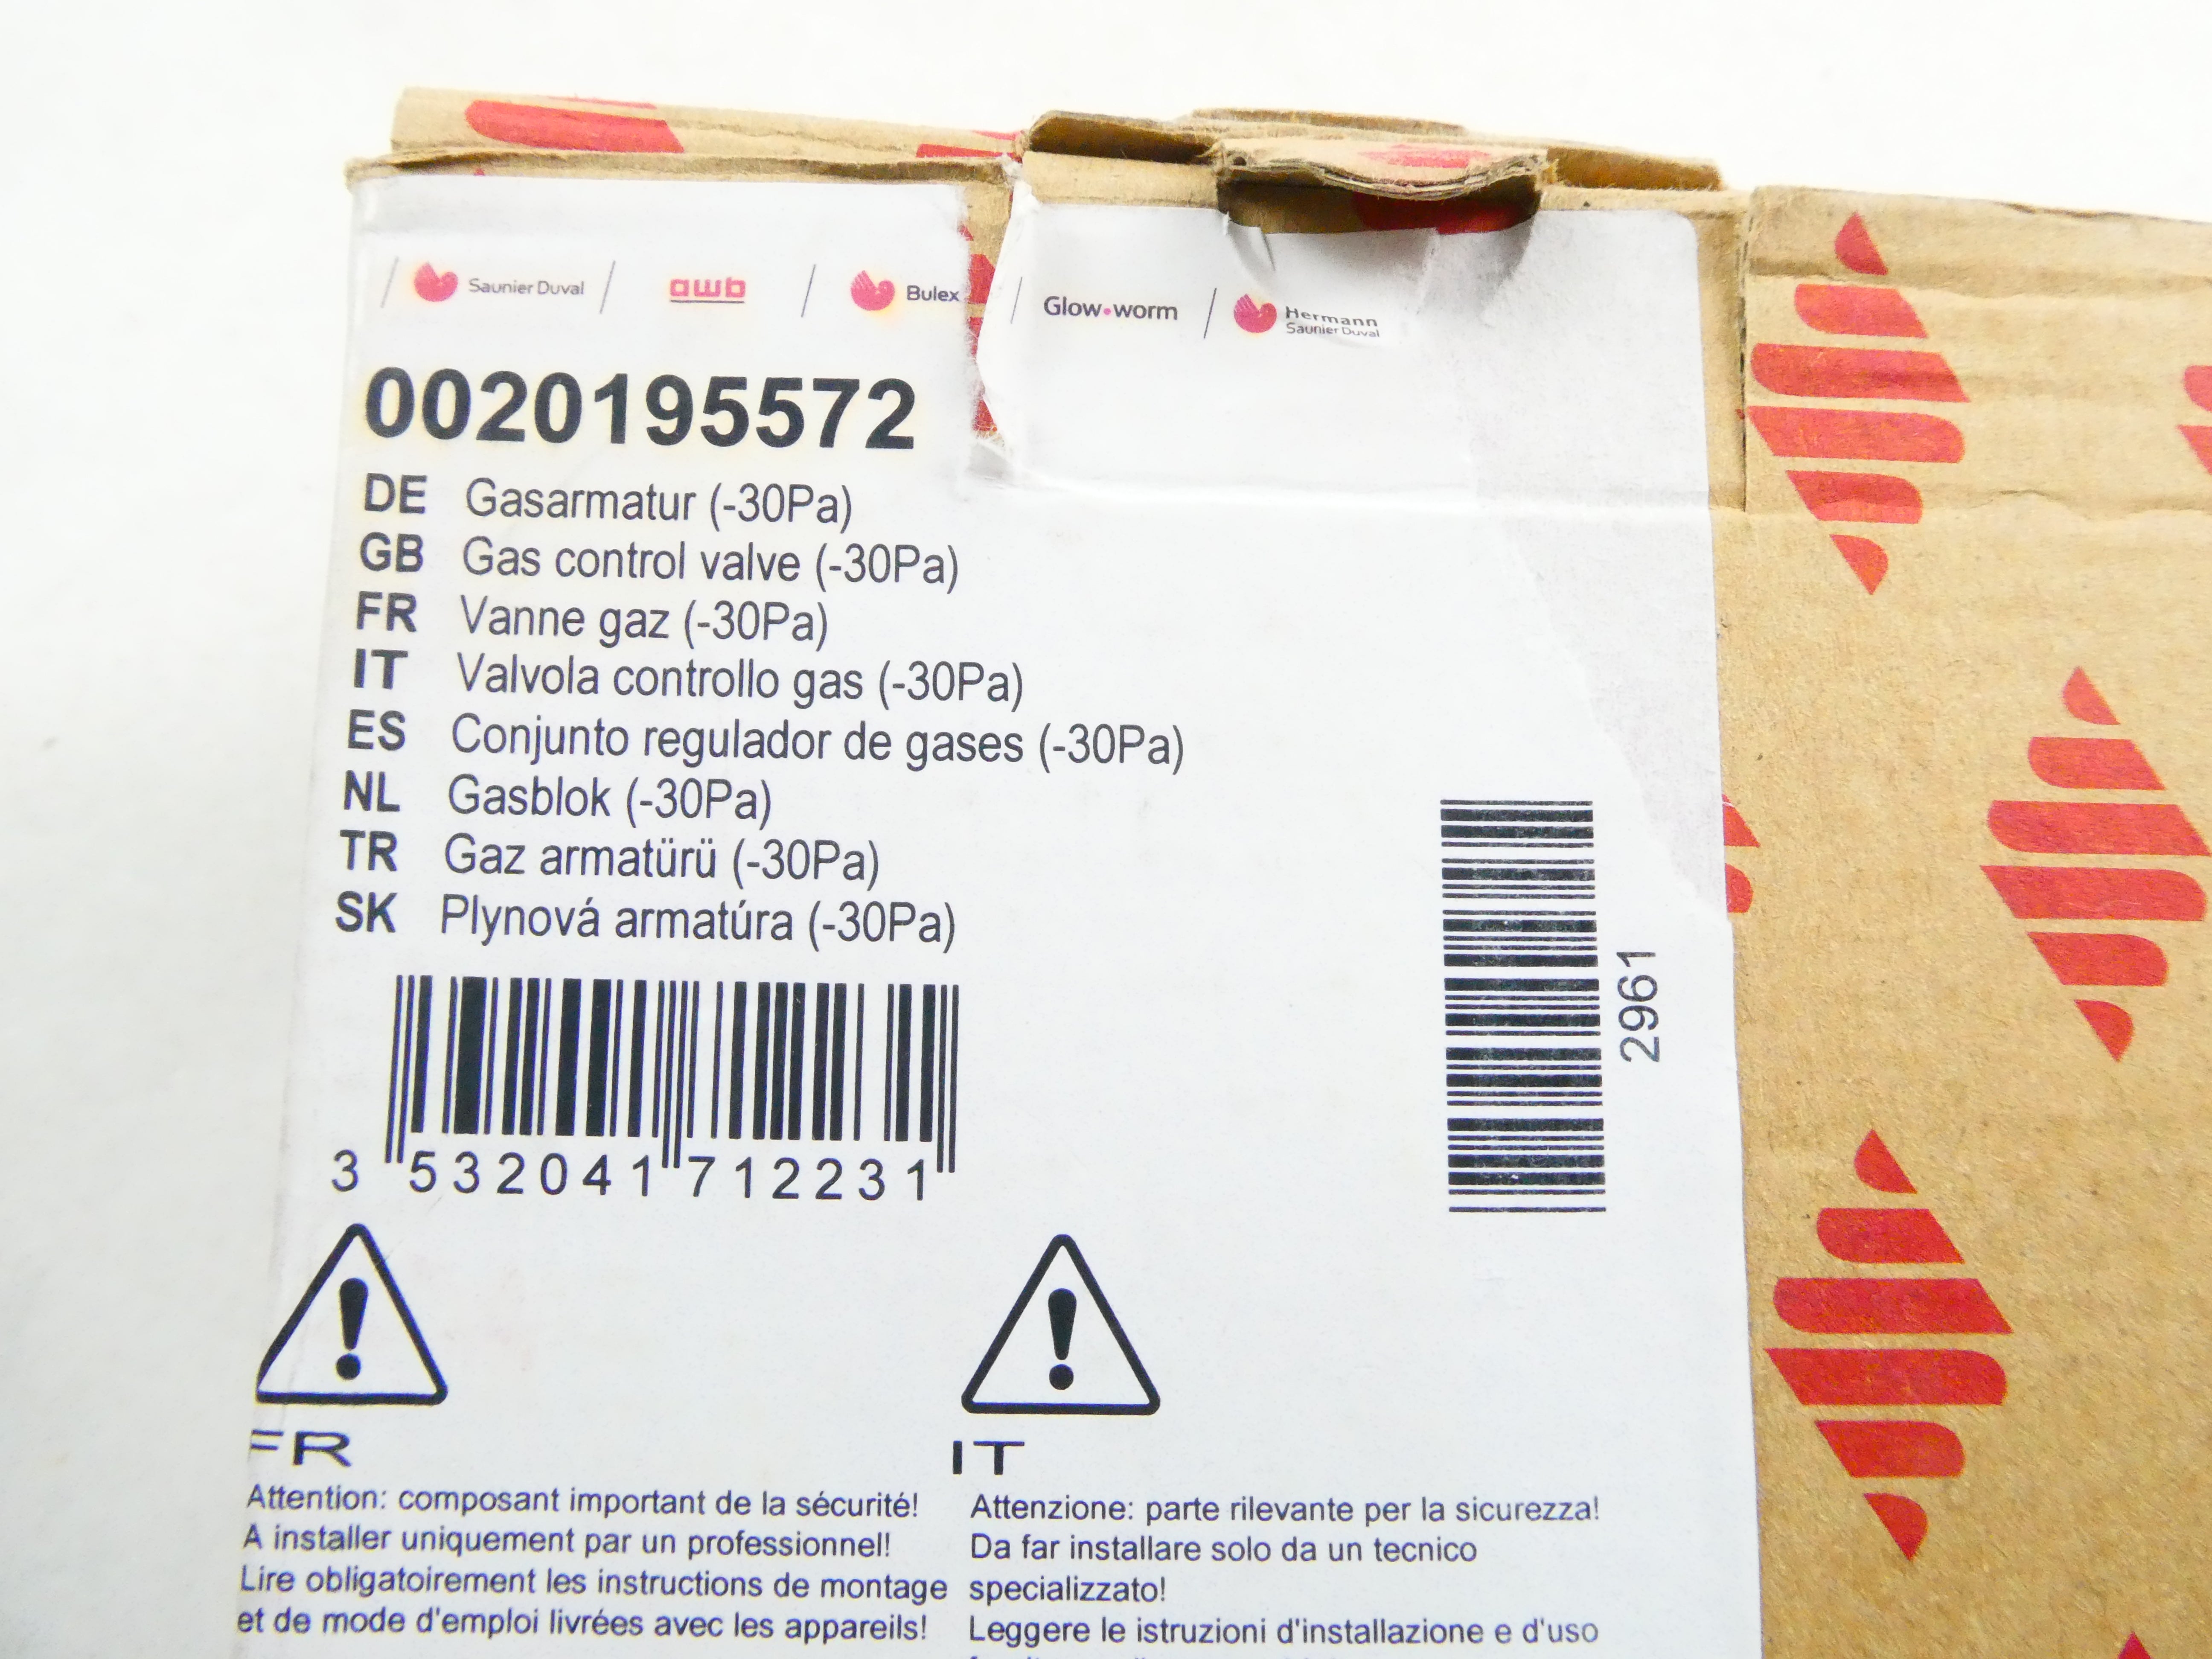 Saunier Duval awb Bulex Glow•worm Hermann Saunier Duval
0020195572
DE Gasarmatur (-30Pa)
GB Gas control valve (-30Pa)
FR Vanne gaz (-30Pa)
IT Valvola controllo gas (-30Pa)
ES Conjunto regulador de gases (-30Pa)
NL Gasblok (-30Pa)
TR Gaz armatürü (-30Pa)
SK Plynová armatúra (-30Pa)
3 532041 712231
2961
FR
Attention: composant important de la sécurité!
A installer uniquement par un professionnel!
Lire obligatoirement les instructions de montage
et de mode d'emploi livrées avec les appareils!
IT
Attenzione: parte rilevante per la sicurezza!
Da far installare solo da un tecnico
specializzato!
Leggere le istruzioni d'installazione e d'uso